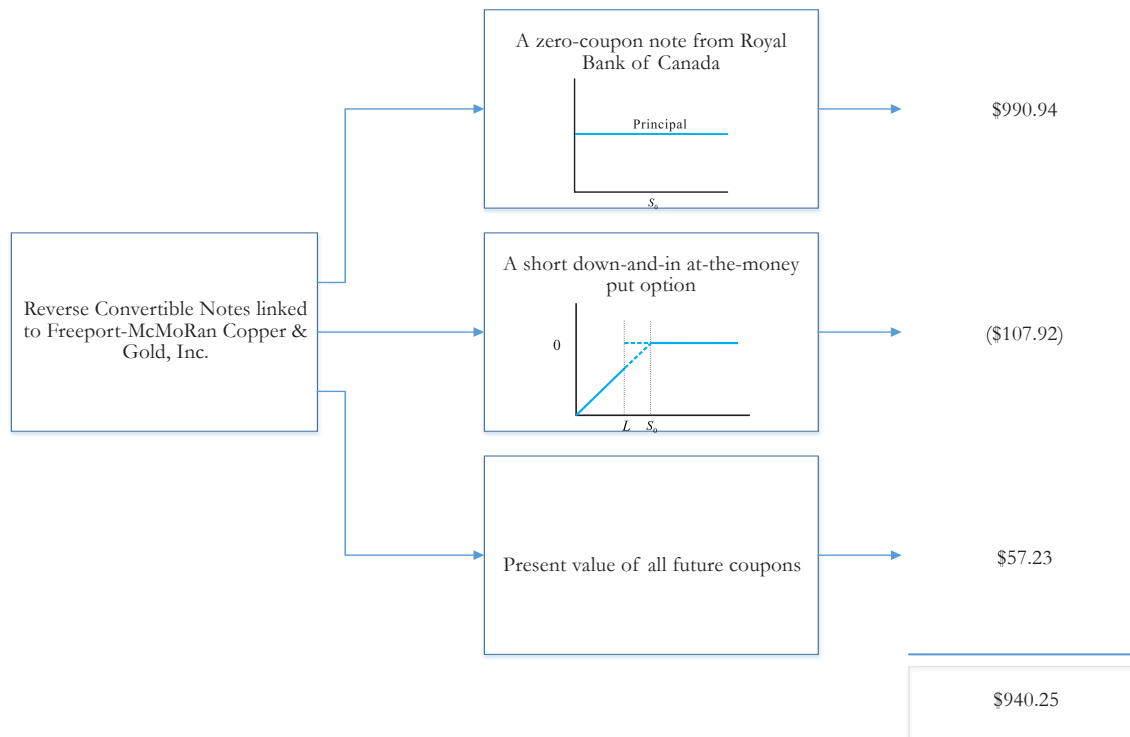 A zero-coupon note from Royal
Bank of Canada
Principal
S₀
$990.94
Reverse Convertible Notes linked
to Freeport-McMoRan Copper &
Gold, Inc.
A short down-and-in at-the-money
put option
0
L S₀
($107.92)
Present value of all future coupons
$57.23
$940.25